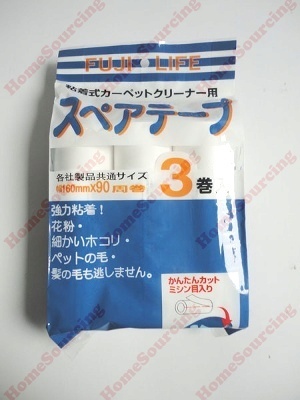 FUJI LIFE
粘着式カーペットクリーナー用
スペアテープ
各社製品共通サイズ
幅160mm×90周巻
3巻
強力粘着!
花粉・
細かいホコリ・
ペットの毛・
髪の毛も逃しません。
かんたんカット
ミシン目入り
HomeSourcing